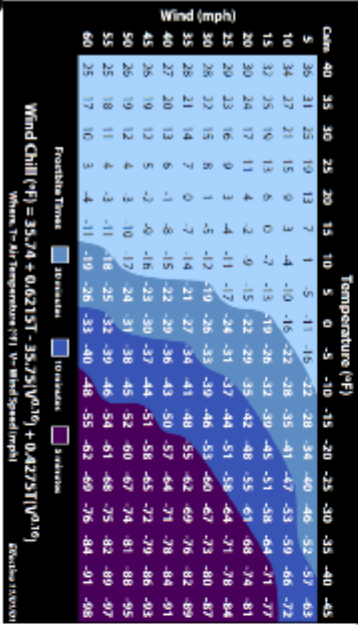 Temperature (°F)
Calm 40 35 30 25 20 15 10 5 0 -5 -10 -15 -20 -25 -30 -35 -40 -45
Wind (mph)
5 36 31 25 19 13 7 1 -5 -11 -16 -22 -28 -34 -40 -46 -52 -57 -63
10 34 27 21 15 9 3 -4 -10 -16 -22 -28 -35 -41 -47 -53 -59 -66 -72
15 32 25 19 13 6 0 -7 -13 -19 -26 -32 -39 -45 -51 -58 -64 -71 -77
20 30 24 17 11 4 -2 -9 -15 -22 -29 -35 -42 -48 -55 -61 -68 -74 -81
25 29 23 16 9 3 -4 -11 -17 -24 -31 -37 -44 -51 -58 -64 -71 -78 -84
30 28 22 15 8 1 -5 -12 -19 -26 -33 -39 -46 -53 -60 -67 -73 -80 -87
35 28 21 14 7 0 -7 -14 -21 -27 -34 -41 -48 -55 -62 -69 -76 -82 -89
40 27 20 13 6 -1 -8 -15 -22 -29 -36 -43 -50 -57 -64 -71 -78 -84 -91
45 26 19 12 5 -2 -9 -16 -23 -30 -37 -44 -51 -58 -65 -72 -79 -86 -93
50 26 19 12 4 -3 -10 -17 -24 -31 -38 -45 -52 -60 -67 -74 -81 -88 -95
55 25 18 11 4 -3 -11 -18 -25 -32 -39 -46 -54 -61 -68 -75 -82 -89 -97
60 25 17 10 3 -4 -11 -19 -26 -33 -40 -48 -55 -62 -69 -76 -84 -91 -98
Frostbite Times 30 minutes 10 minutes 5 minutes
Wind Chill (°F) = 35.74 + 0.6215T - 35.75(V^0.16) + 0.4275T(V^0.16)
Where, T= Air Temperature (°F) V= Wind Speed (mph)
Effective 11/01/01